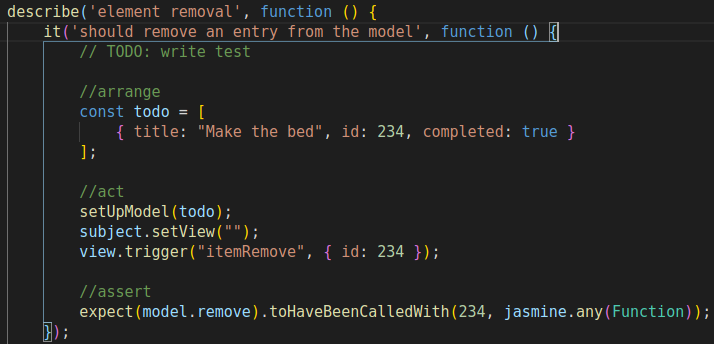 describe('element removal', function () {
    it('should remove an entry from the model', function () {
        // TODO: write test
        //arrange
        const todo = [
            { title: "Make the bed", id: 234, completed: true }
        ];
        //act
        setUpModel(todo);
        subject.setView("");
        view.trigger("itemRemove", { id: 234 });
        //assert
        expect(model.remove).toHaveBeenCalledWith(234, jasmine.any(Function));
    });